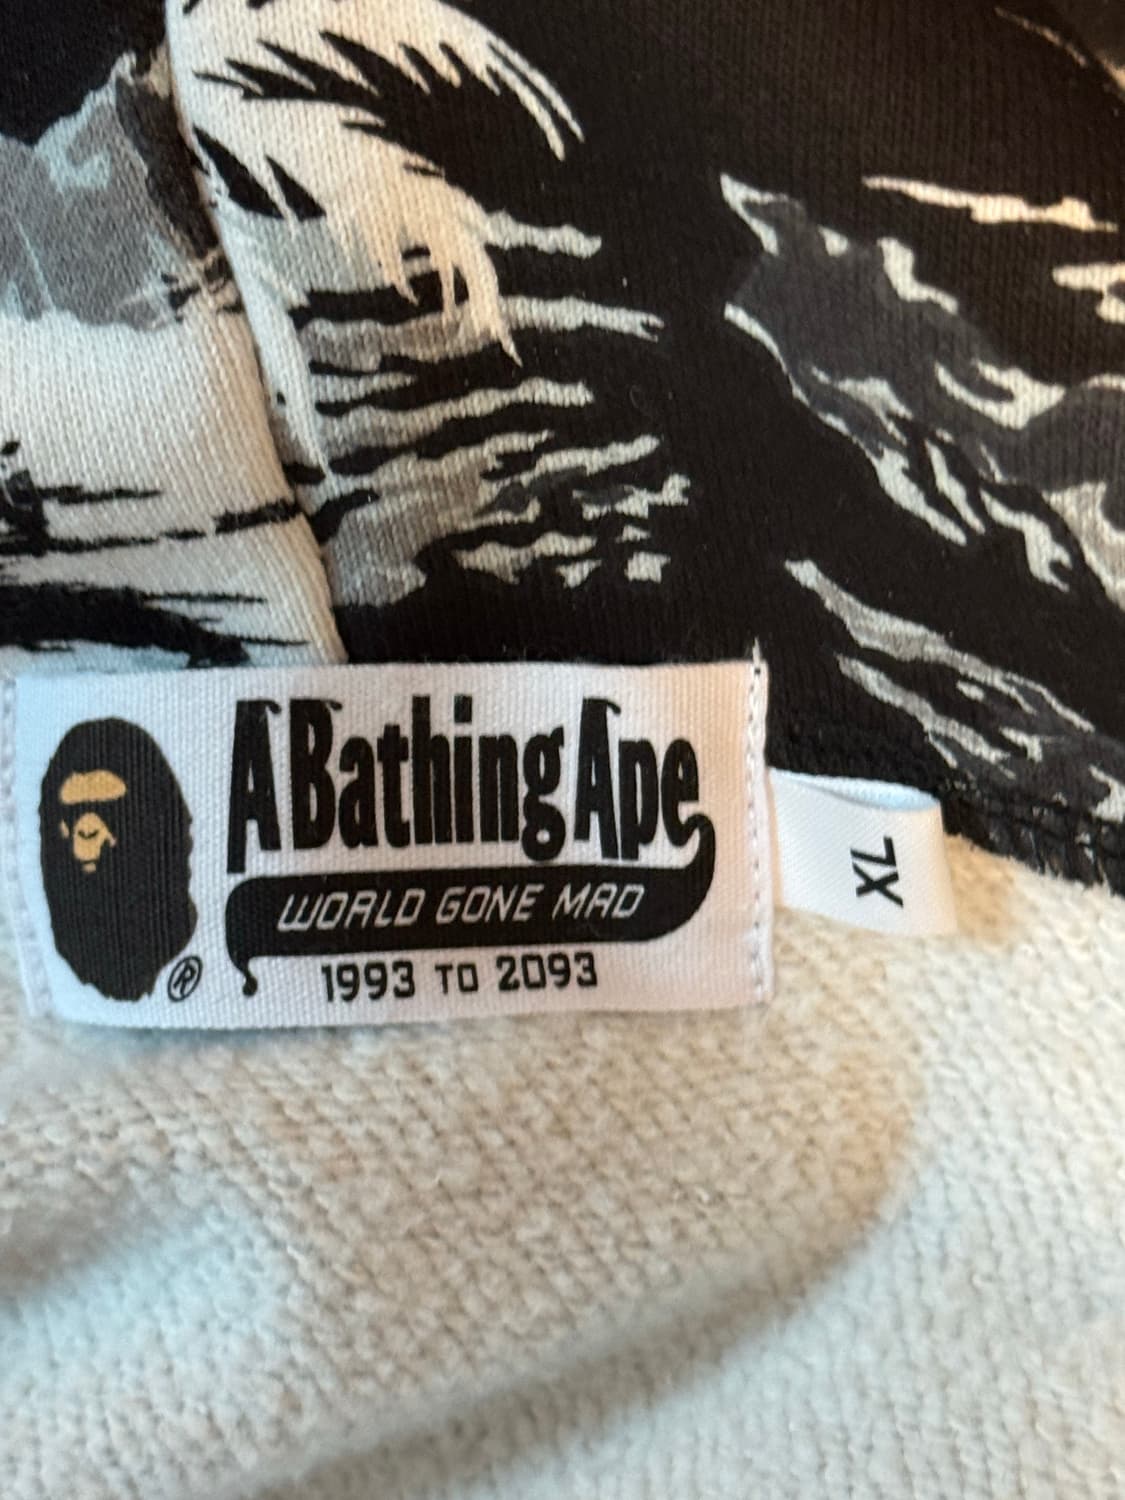 A Bathing Ape
WORLD GONE MAD
1993 TO 2093
®
XL